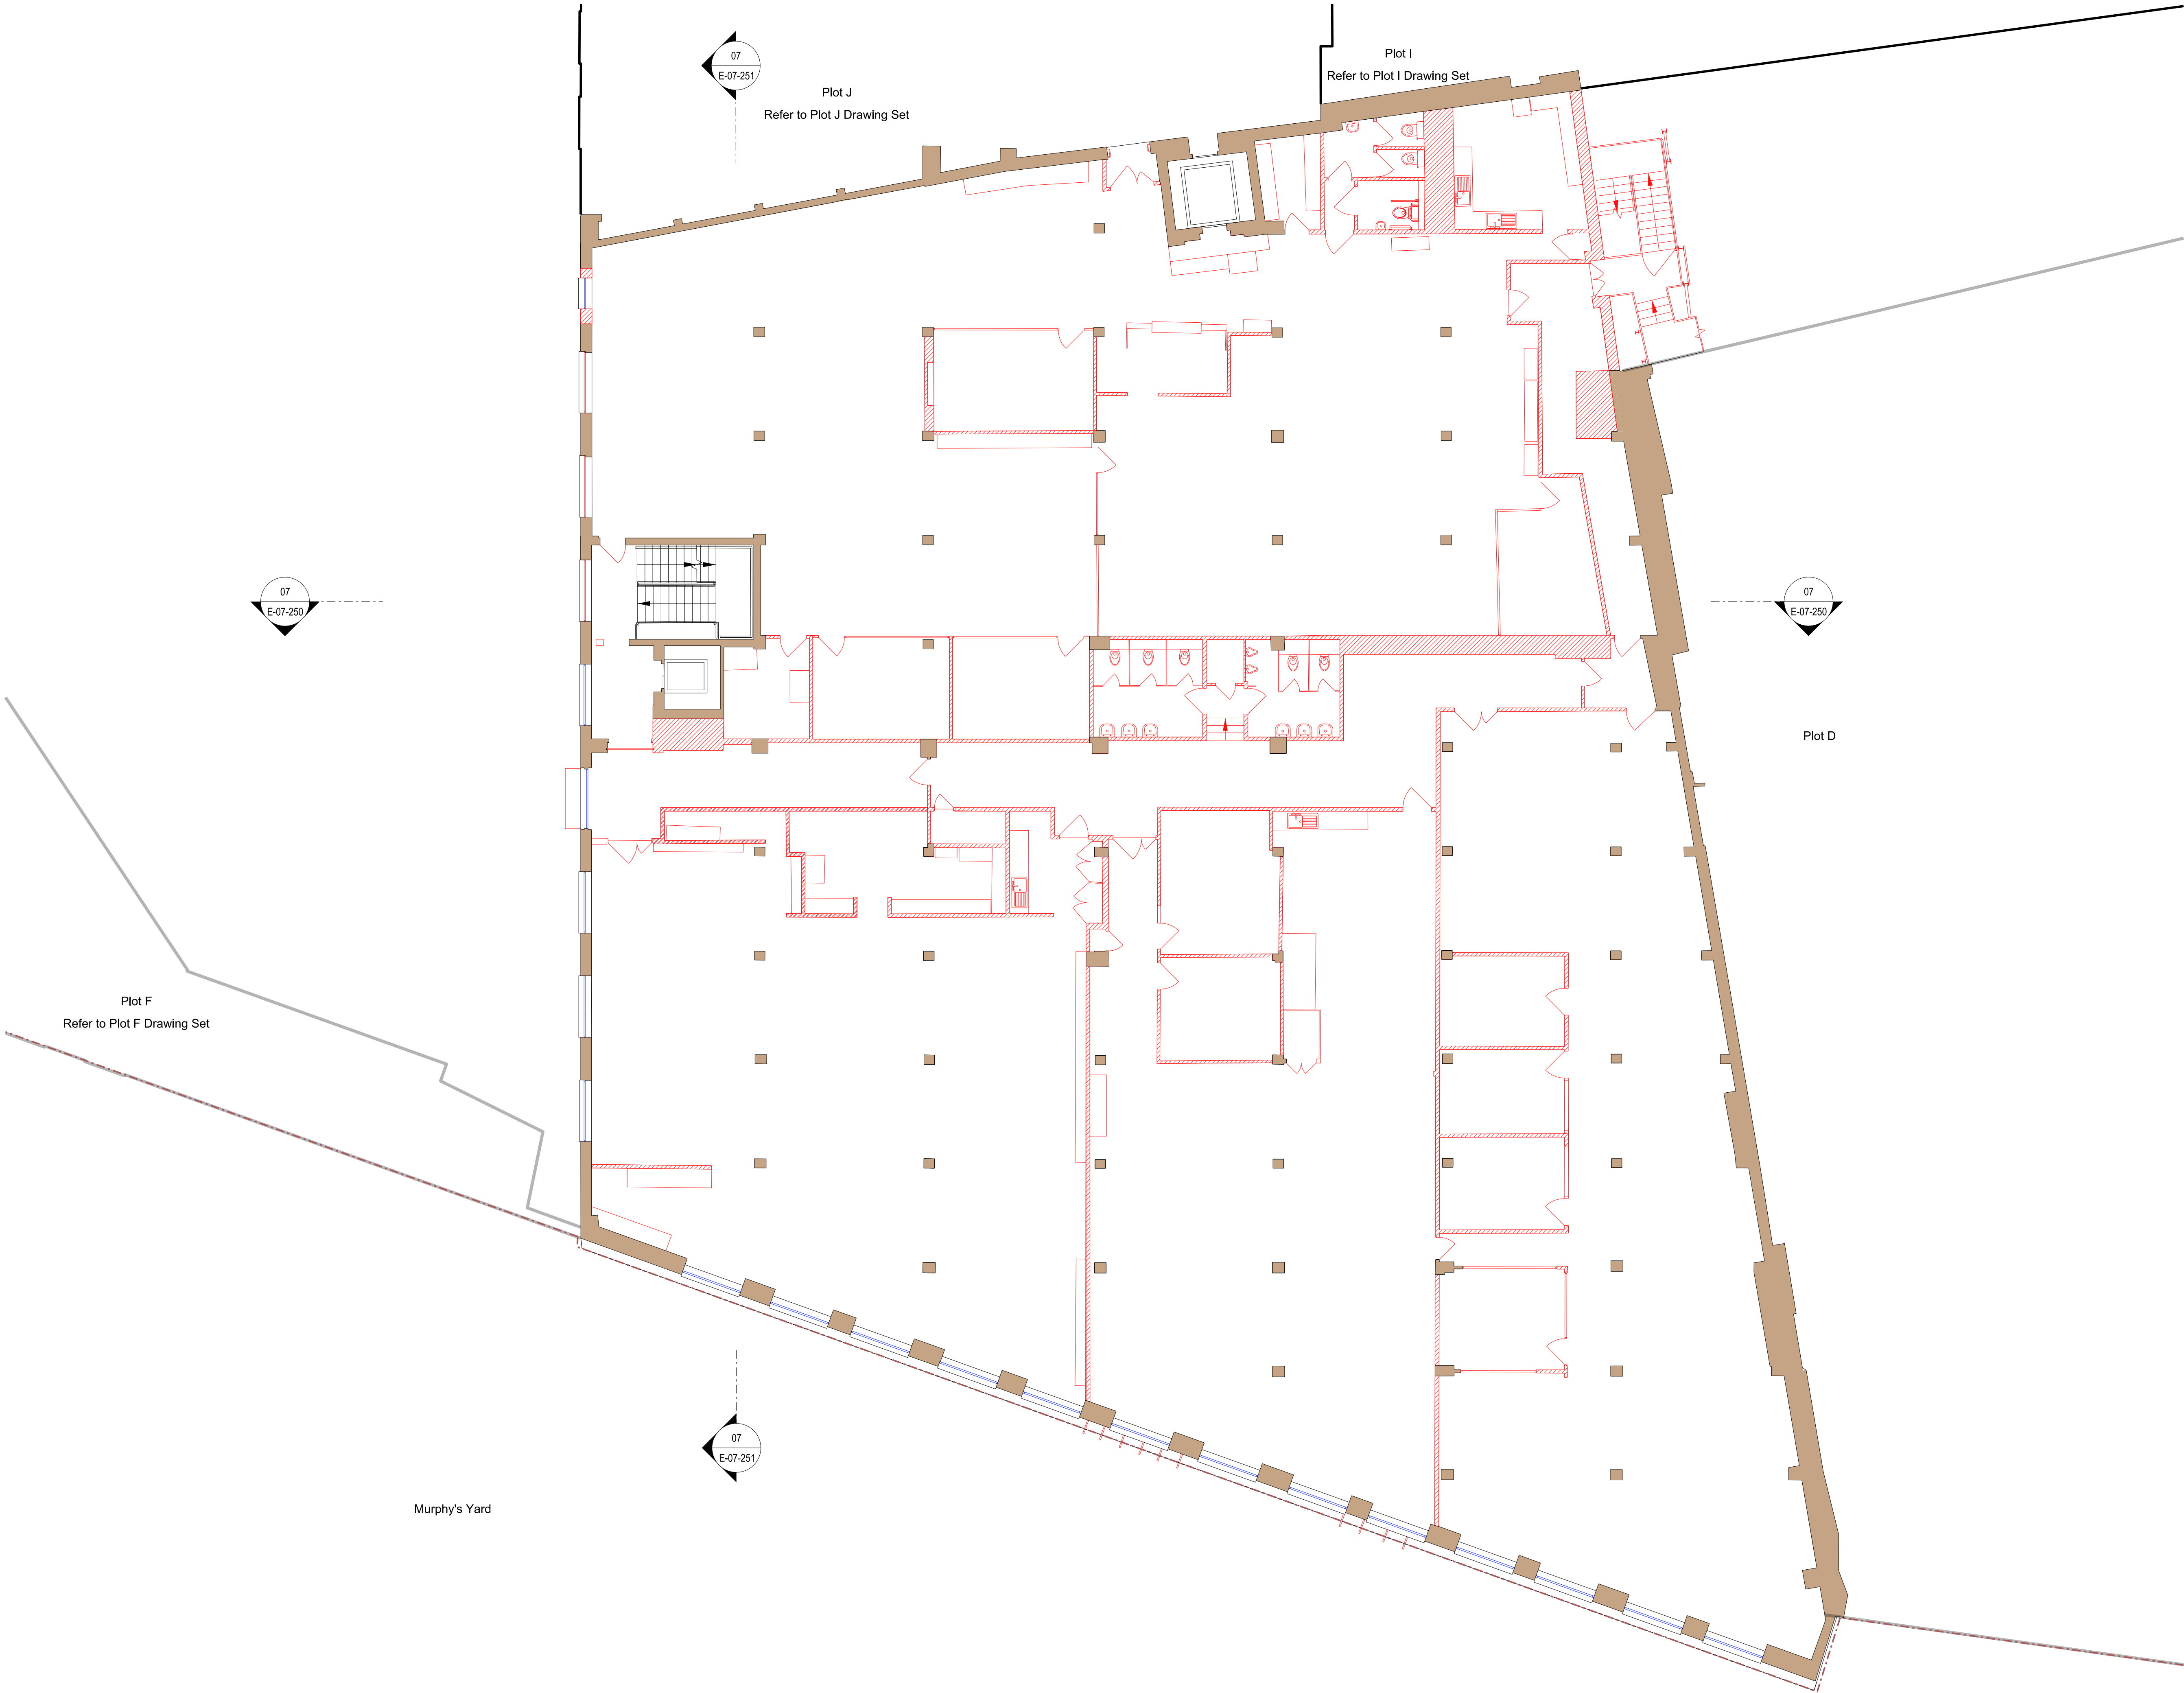 07
E-07-251
Plot J
Refer to Plot J Drawing Set
Plot I
Refer to Plot I Drawing Set
07
E-07-250
07
E-07-250
Plot D
Plot F
Refer to Plot F Drawing Set
07
E-07-251
Murphy's Yard